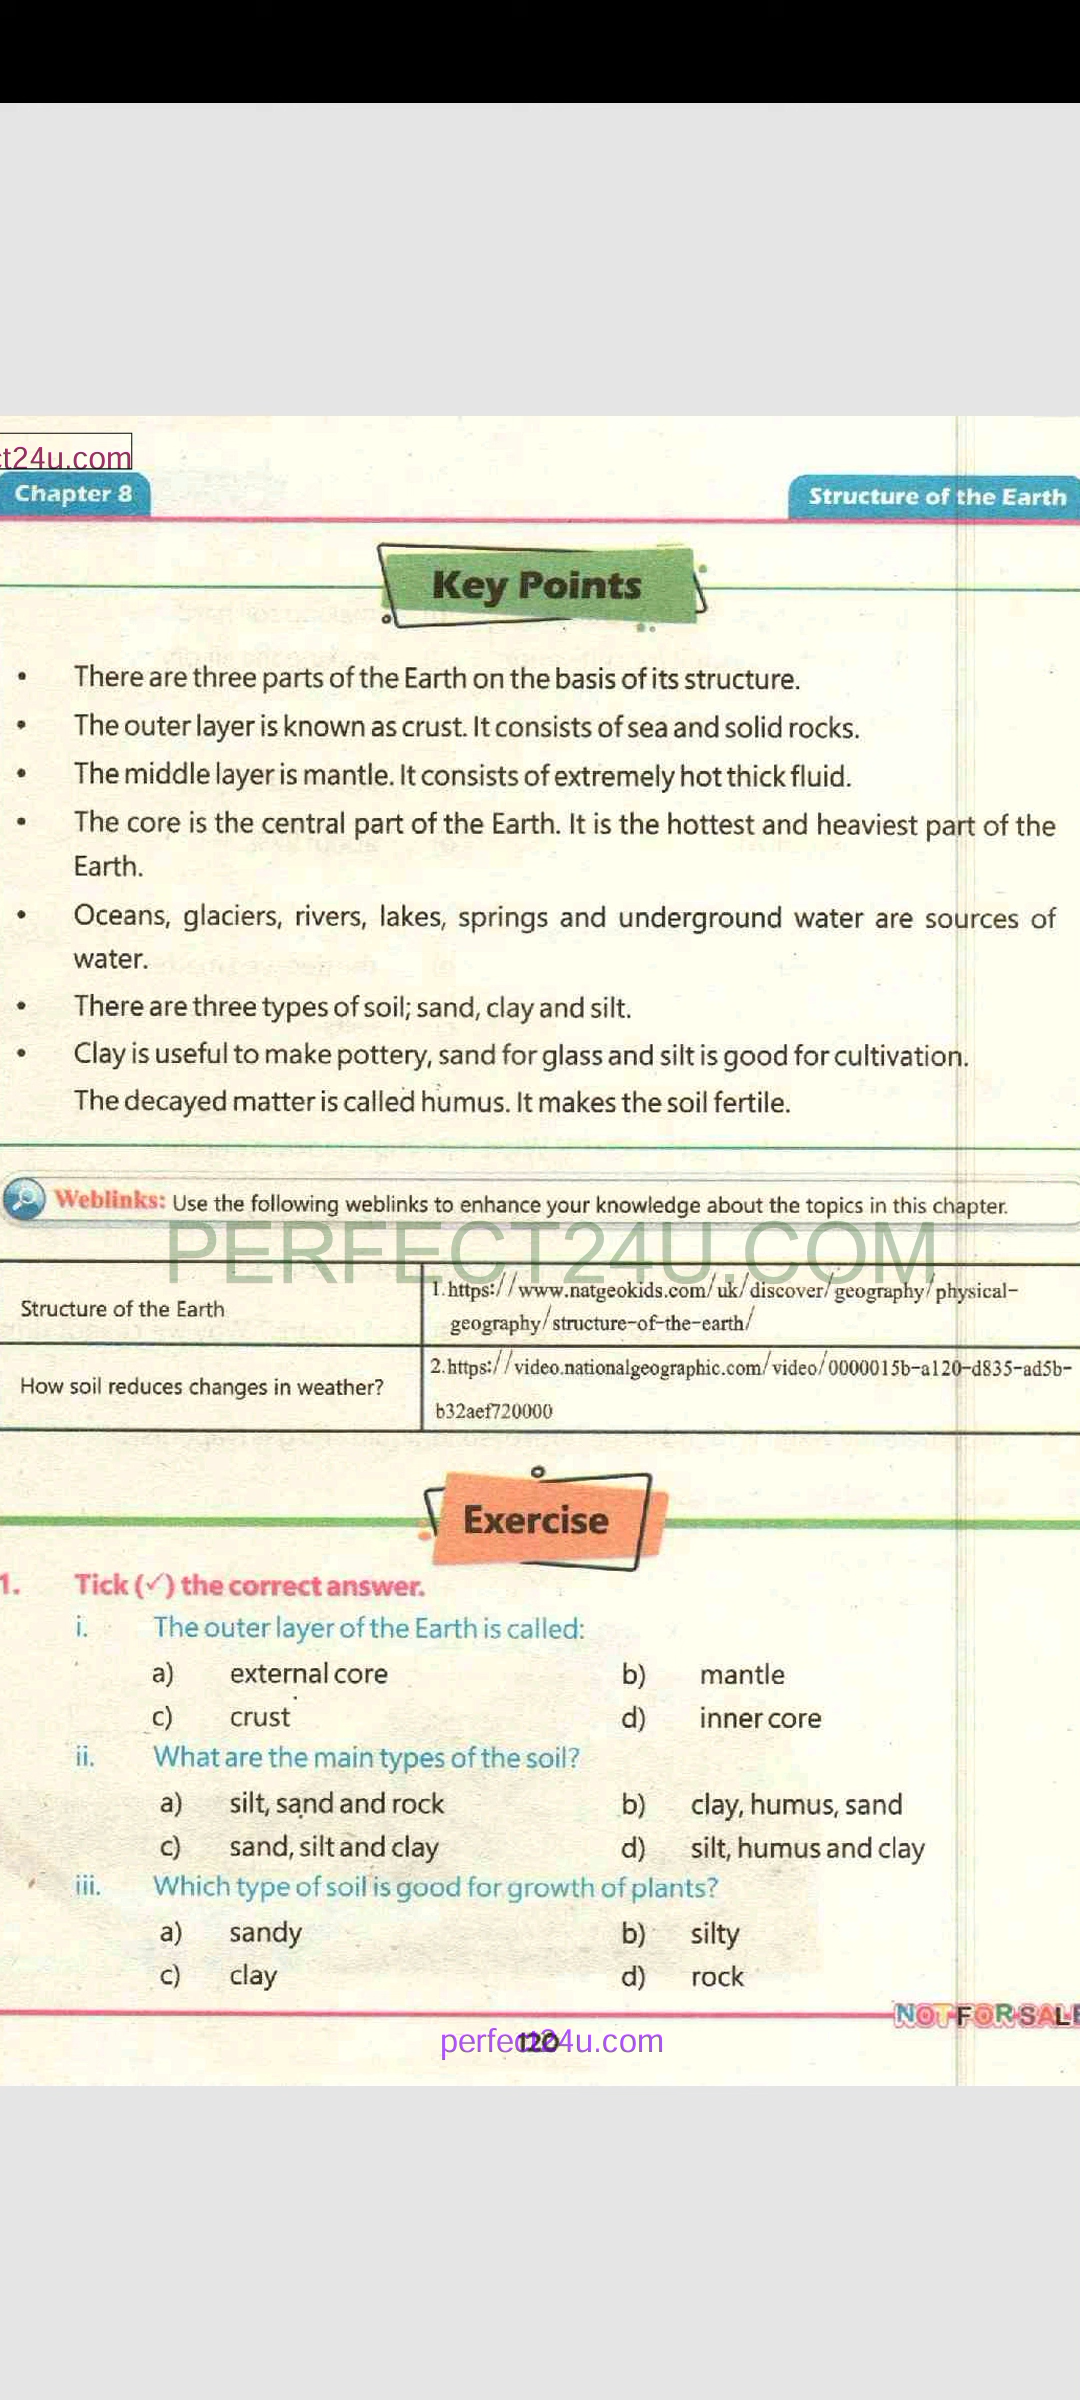 ct24u.com
Chapter 8
Structure of the Earth
Key Points
• There are three parts of the Earth on the basis of its structure.
• The outer layer is known as crust. It consists of sea and solid rocks.
• The middle layer is mantle. It consists of extremely hot thick fluid.
• The core is the central part of the Earth. It is the hottest and heaviest part of the
Earth.
• Oceans, glaciers, rivers, lakes, springs and underground water are sources of
water.
• There are three types of soil; sand, clay and silt.
• Clay is useful to make pottery, sand for glass and silt is good for cultivation.
The decayed matter is called humus. It makes the soil fertile.
Weblinks: Use the following weblinks to enhance your knowledge about the topics in this chapter.
PERFECT24U.COM
Structure of the Earth
1.https://www.natgeokids.com/uk/discover/geography/physical-
geography/structure-of-the-earth/
How soil reduces changes in weather?
2.https://video.nationalgeographic.com/video/0000015b-a120-d835-ad5b-
b32aef720000
Exercise
1. Tick (✓) the correct answer.
i. The outer layer of the Earth is called:
a) external core b) mantle
c) crust d) inner core
ii. What are the main types of the soil?
a) silt, sand and rock b) clay, humus, sand
c) sand, silt and clay d) silt, humus and clay
iii. Which type of soil is good for growth of plants?
a) sandy b) silty
c) clay d) rock
NOT FOR SALE
perfect24u.com
120